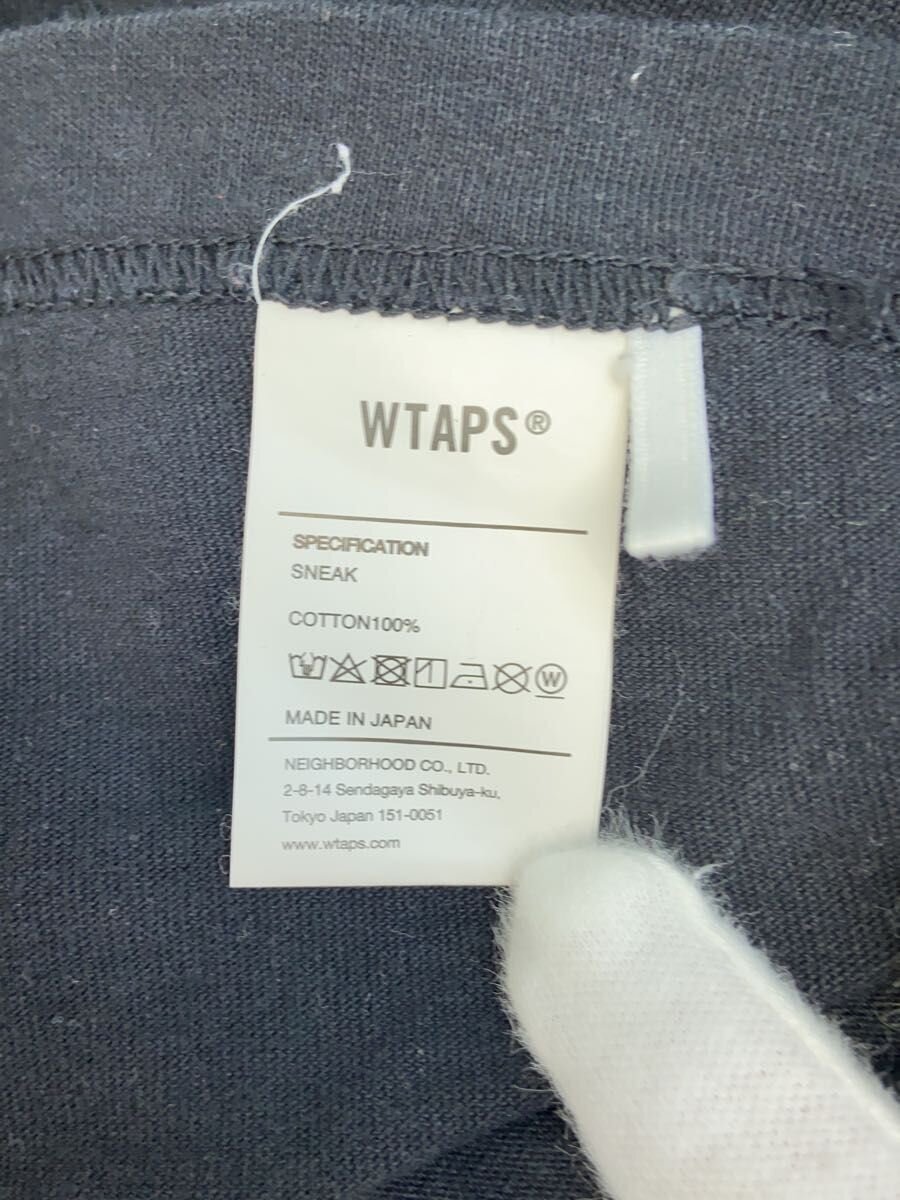 WTAPS®
SPECIFICATION
SNEAK
COTTON100%
W
MADE IN JAPAN
NEIGHBORHOOD CO., LTD.
2-8-14 Sendagaya Shibuya-ku,
Tokyo Japan 151-0051
www.wtaps.com